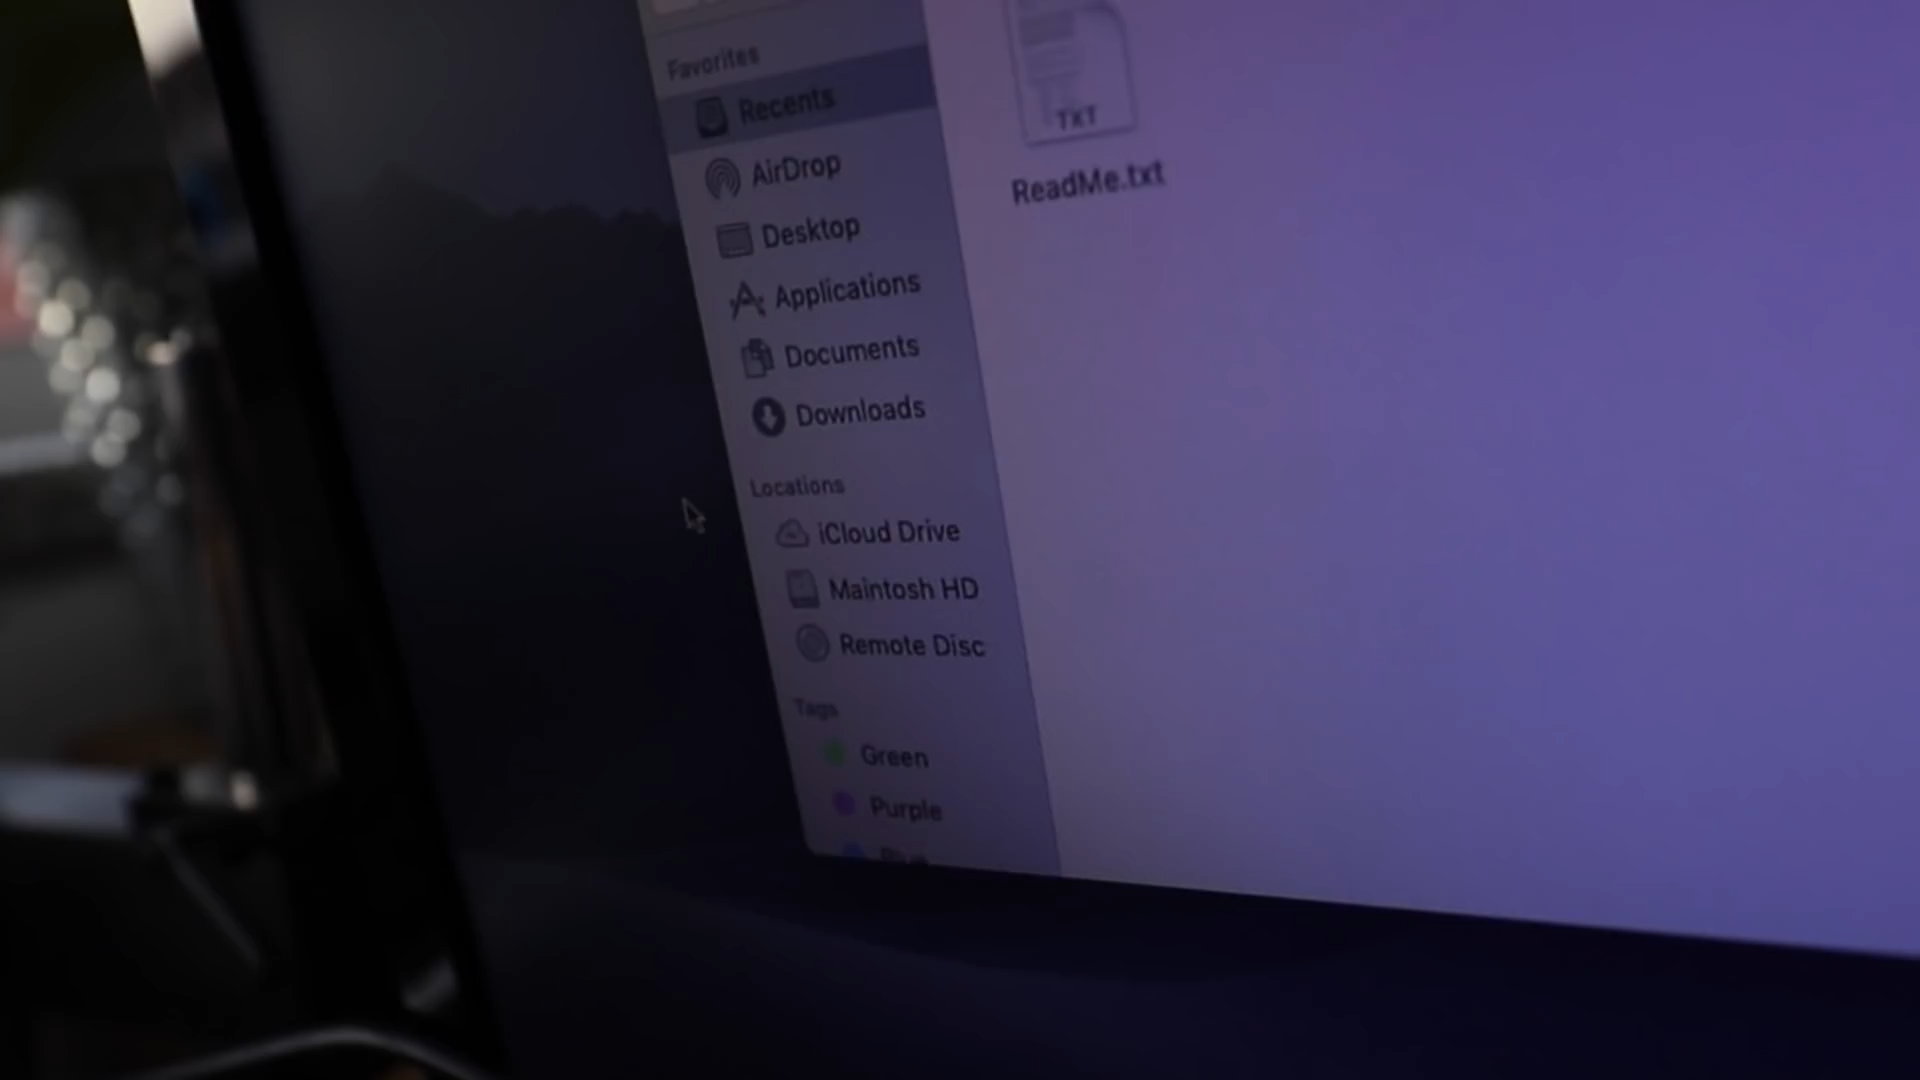 Favorites
Recents
AirDrop
Desktop
Applications
Documents
Downloads
Locations
iCloud Drive
Maintosh HD
Remote Disc
Tags
Green
Purple
TXT
ReadMe.txt